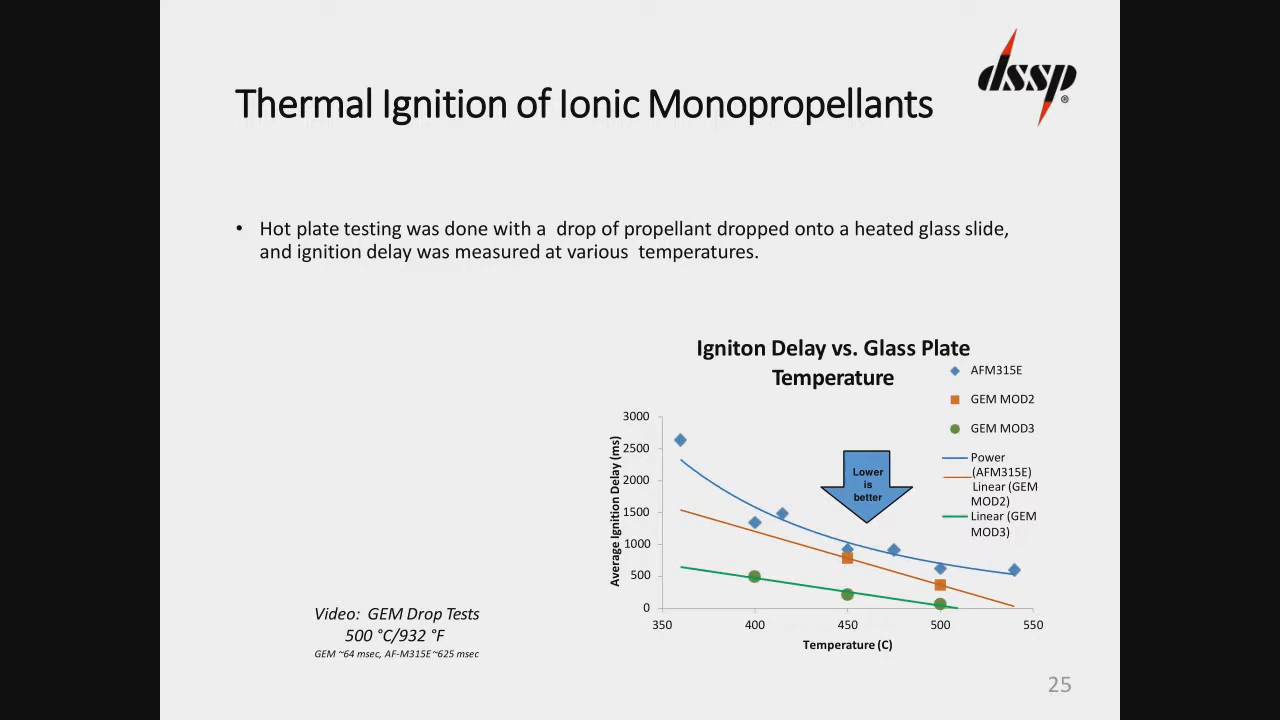 dssp
®
Thermal Ignition of Ionic Monopropellants
• Hot plate testing was done with a drop of propellant dropped onto a heated glass slide,
and ignition delay was measured at various temperatures.
Igniton Delay vs. Glass Plate
Temperature
AFM315E
GEM MOD2
GEM MOD3
Power
(AFM315E)
Linear (GEM
MOD2)
Linear (GEM
MOD3)
Average Ignition Delay (ms)
3000
2500
2000
1500
1000
500
0
Lower
is
better
350 400 450 500 550
Temperature (C)
Video: GEM Drop Tests
500 °C/932 °F
GEM ~64 msec, AF-M315E ~625 msec
25